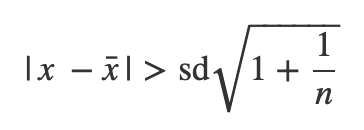 |x − x̄| > sd√(1 + 1/n)